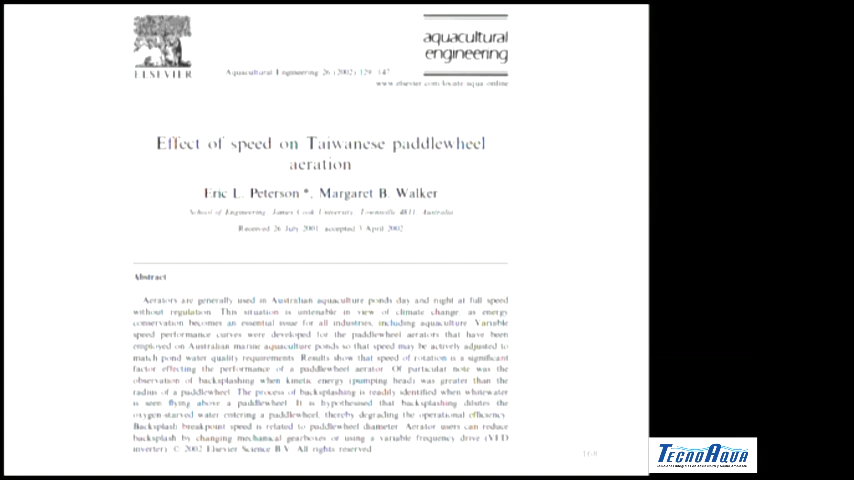 ELSEVIER
Aquacultural Engineering 26 (2002) 129–147
aquacultural
engineering
www.elsevier.com/locate/aqua-online
Effect of speed on Taiwanese paddlewheel
aeration
Eric L. Peterson *, Margaret B. Walker
School of Engineering, James Cook University, Townsville 4811, Australia
Received 26 July 2001; accepted 3 April 2002
Abstract
Aerators are generally used in Australian aquaculture ponds day and night at full speed
without regulation. This situation is untenable in view of climate change, as energy
conservation becomes an essential issue for all industries, including aquaculture. Variable
speed performance curves were developed for the paddlewheel aerators that have been
employed on Australian marine aquaculture ponds so that speed may be actively adjusted to
match pond water quality requirements. Results show that speed of rotation is a significant
factor effecting the performance of a paddlewheel aerator. Of particular note was the
observation of backsplashing when kinetic energy (pumping head) was greater than the
radius of a paddlewheel. The process of backsplashing is readily identified when whitewater
is seen flying above a paddlewheel. It is hypothesised that backsplashing dilutes the
oxygen-starved water entering a paddlewheel, thereby degrading the operational efficiency.
Backsplash breakpoint speed is related to paddlewheel diameter. Aerator users can reduce
backsplash by changing mechanical gearboxes or using a variable frequency drive (VFD
inverter). © 2002 Elsevier Science B.V. All rights reserved.
TECNOAQUA